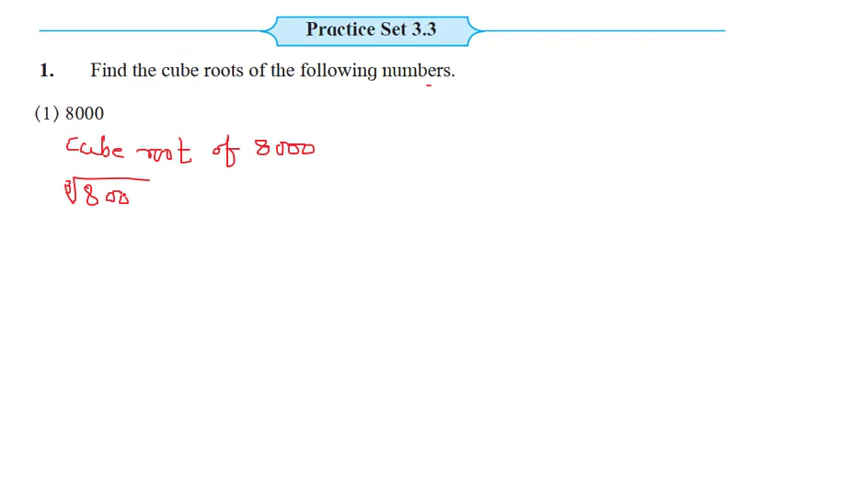 Practice Set 3.3
1. Find the cube roots of the following numbers.
(1) 8000
Cube root of 8000
∛800